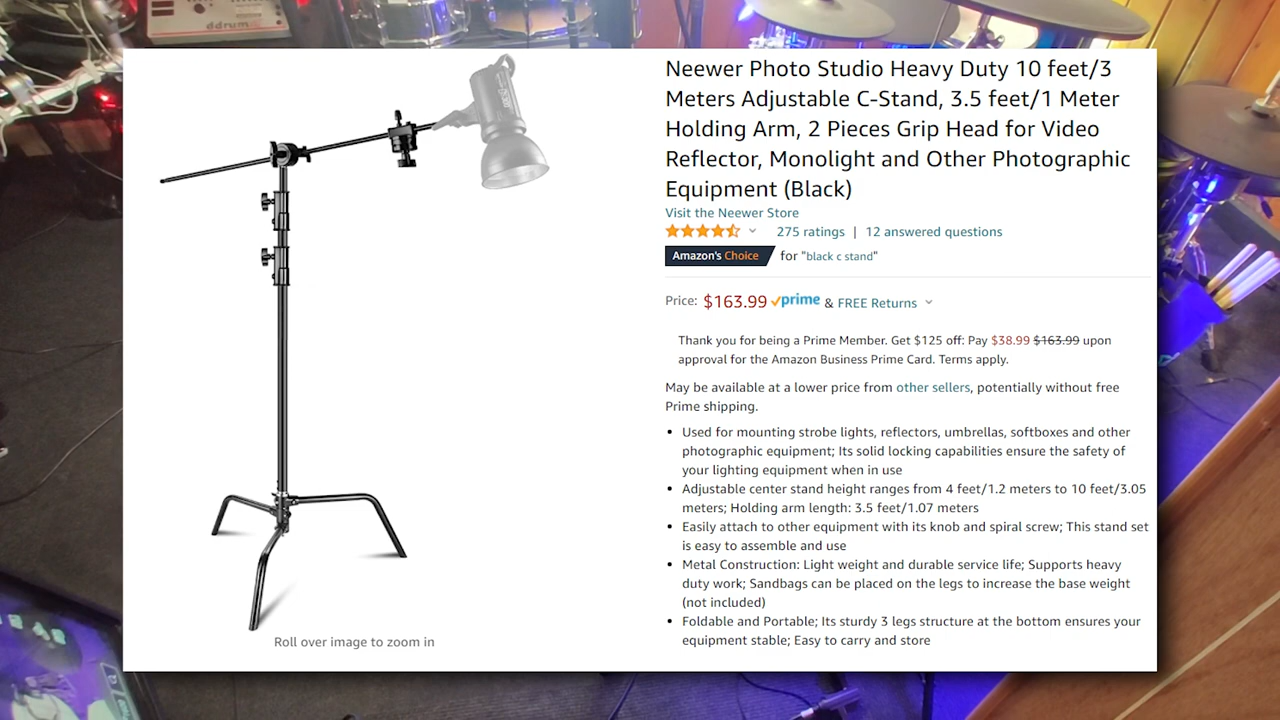 ddrum
Neewer Photo Studio Heavy Duty 10 feet/3
Meters Adjustable C-Stand, 3.5 feet/1 Meter
Holding Arm, 2 Pieces Grip Head for Video
Reflector, Monolight and Other Photographic
Equipment (Black)
Visit the Neewer Store
275 ratings | 12 answered questions
Amazon's Choice for "black c stand"
Price: $163.99 prime & FREE Returns
Thank you for being a Prime Member. Get $125 off: Pay $38.99 $163.99 upon
approval for the Amazon Business Prime Card. Terms apply.
May be available at a lower price from other sellers, potentially without free
Prime shipping.
• Used for mounting strobe lights, reflectors, umbrellas, softboxes and other
photographic equipment; Its solid locking capabilities ensure the safety of
your lighting equipment when in use
• Adjustable center stand height ranges from 4 feet/1.2 meters to 10 feet/3.05
meters; Holding arm length: 3.5 feet/1.07 meters
• Easily attach to other equipment with its knob and spiral screw; This stand set
is easy to assemble and use
• Metal Construction: Light weight and durable service life; Supports heavy
duty work; Sandbags can be placed on the legs to increase the base weight
(not included)
• Foldable and Portable; Its sturdy 3 legs structure at the bottom ensures your
equipment stable; Easy to carry and store
Roll over image to zoom in